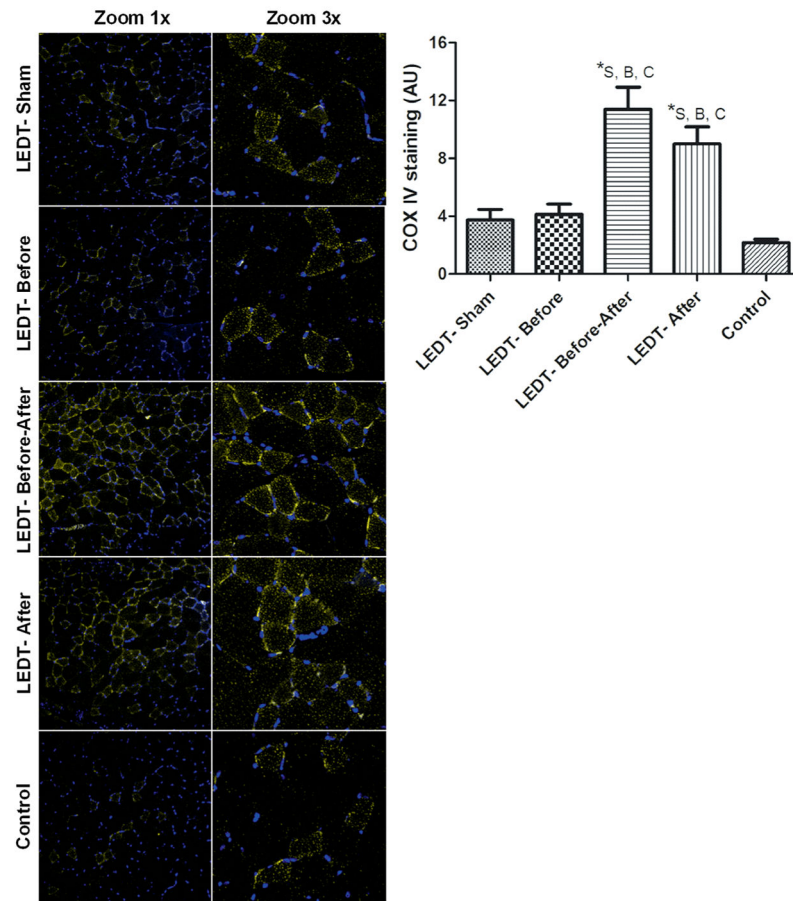 Zoom 1x
Zoom 3x
LEDT- Sham
LEDT- Before
LEDT- Before-After
LEDT- After
Control
COX IV staining (AU)
16
12
8
4
0
*S, B, C
*S, B, C
LEDT- Sham
LEDT- Before
LEDT- Before-After
LEDT- After
Control